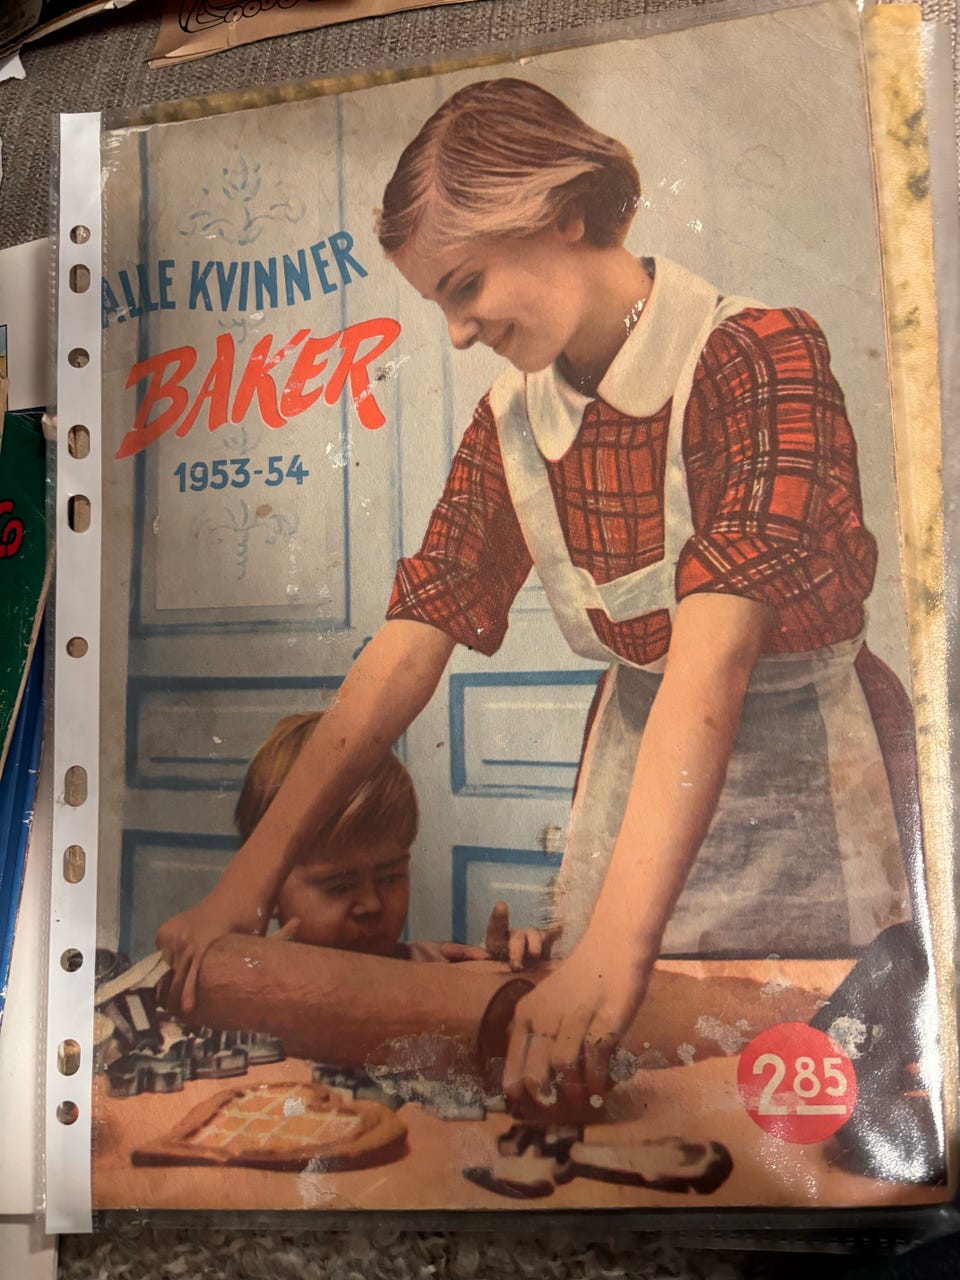 ALLE KVINNER
BAKER
1953-54
2 85